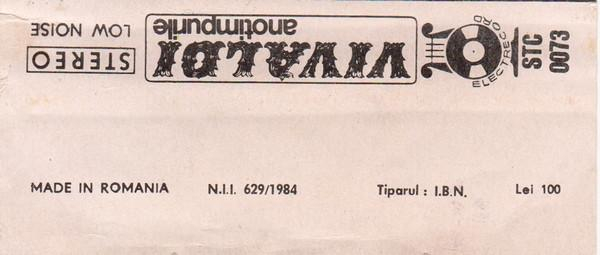 STEREO
LOW NOISE
VIVALDI
anotimpurile
ELECTRECORD
STC
0073
MADE IN ROMANIA N.I.I. 629/1984 Tiparul : I.B.N. Lei 100